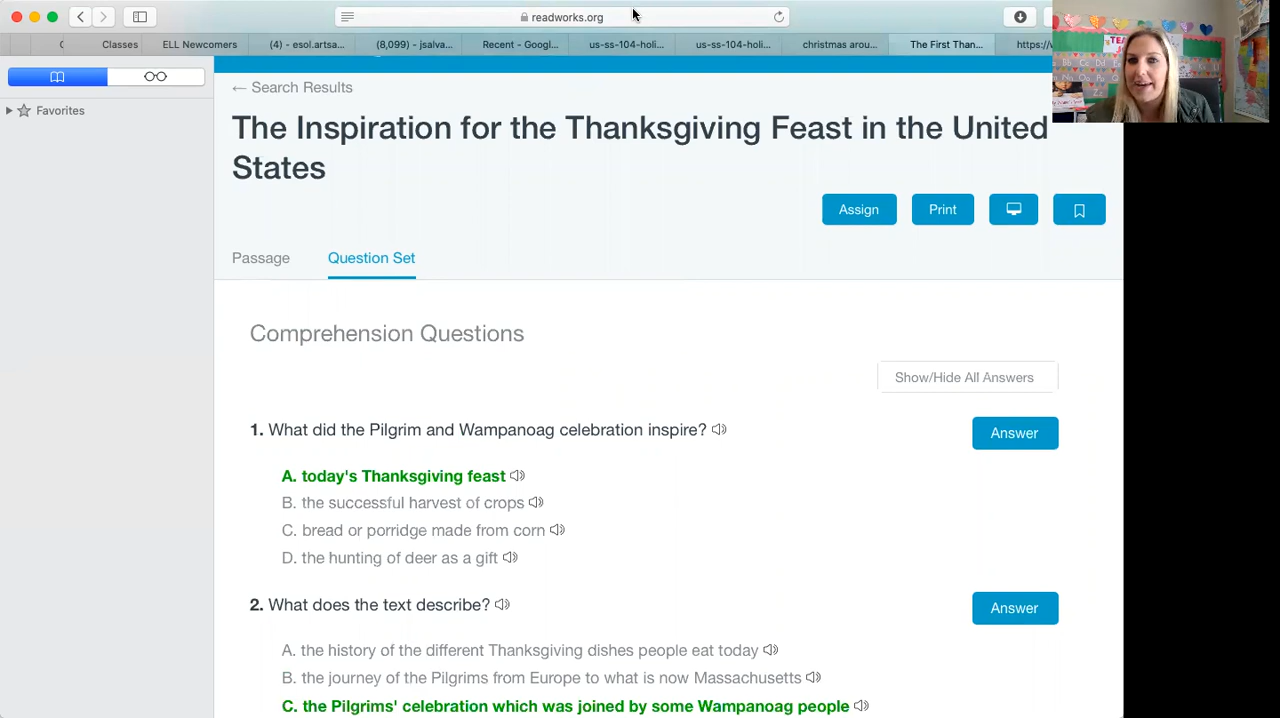 readworks.org
Classes
ELL Newcomers
(4) - esol.artsa...
(8,099) - jsalva...
Recent - Googl...
us-ss-104-holi...
us-ss-104-holi...
christmas arou...
The First Than...
Favorites
← Search Results
The Inspiration for the Thanksgiving Feast in the United
States
Assign
Print
Passage
Question Set
Comprehension Questions
Show/Hide All Answers
1. What did the Pilgrim and Wampanoag celebration inspire?
Answer
A. today's Thanksgiving feast
B. the successful harvest of crops
C. bread or porridge made from corn
D. the hunting of deer as a gift
2. What does the text describe?
Answer
A. the history of the different Thanksgiving dishes people eat today
B. the journey of the Pilgrims from Europe to what is now Massachusetts
C. the Pilgrims' celebration which was joined by some Wampanoag people